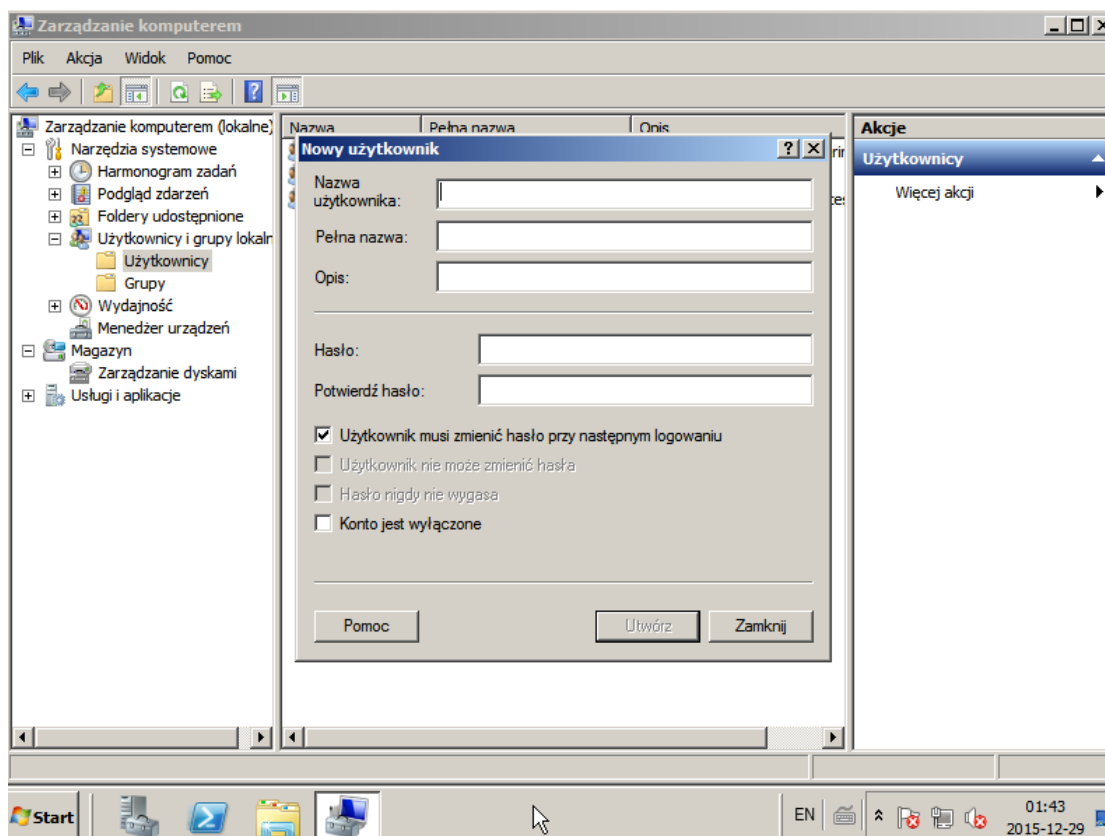 Zarządzanie komputerem
Plik Akcja Widok Pomoc
Zarządzanie komputerem (lokalne)
Narzędzia systemowe
Harmonogram zadań
Podgląd zdarzeń
Foldery udostępnione
Użytkownicy i grupy lokaln
Użytkownicy
Grupy
Wydajność
Menedżer urządzeń
Magazyn
Zarządzanie dyskami
Usługi i aplikacje
Nazwa Pełna nazwa Opis
Nowy użytkownik
Nazwa
użytkownika:
Pełna nazwa:
Opis:
Hasło:
Potwierdź hasło:
Użytkownik musi zmienić hasło przy następnym logowaniu
Użytkownik nie może zmienić hasła
Hasło nigdy nie wygasa
Konto jest wyłączone
Pomoc Utwórz Zamknij
Akcje
Użytkownicy
Więcej akcji
Start
EN
01:43
2015-12-29